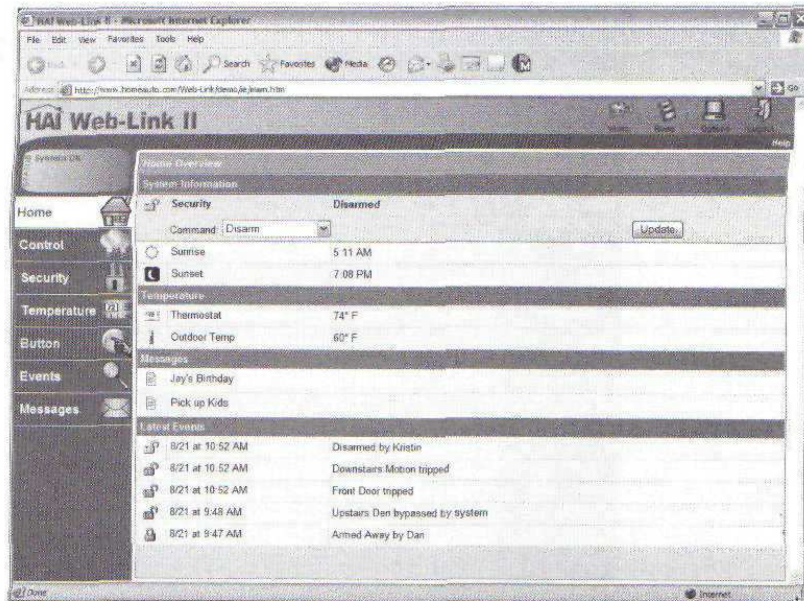 HAI Web-Link II - Microsoft Internet Explorer
File Edit View Favorites Tools Help
Search Favorites Media
Address http://www.homeauto.com/Web-Link/demo/
Go
HAI Web-Link II
Help
Home Overview
System Information
Home
Security Disarmed
Command: Disarm Update
Control
Sunrise 5:11 AM
Sunset 7:08 PM
Security
Temperature
Temperature
Thermostat 74° F
Outdoor Temp 60° F
Button
Messages
Events
Jay's Birthday
Pick up Kids
Messages
Latest Events
8/21 at 10:52 AM Disarmed by Kristin
8/21 at 10:52 AM Downstairs Motion tripped
8/21 at 10:52 AM Front Door tripped
8/21 at 9:48 AM Upstairs Den bypassed by system
8/21 at 9:47 AM Armed Away by Dan
Done
Internet